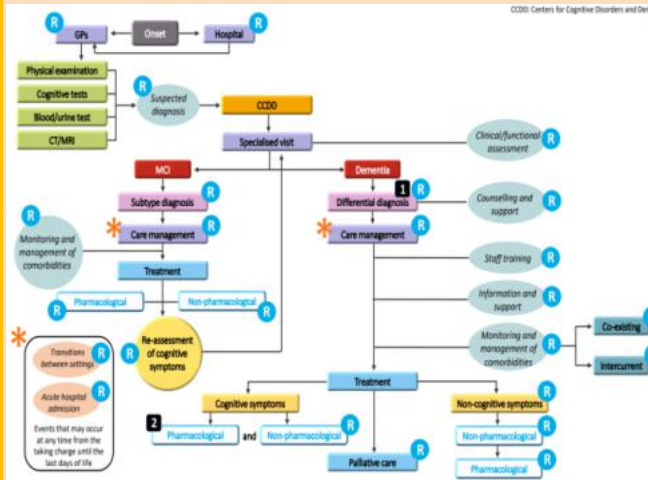 CCDD: Centers for Cognitive Disorders and
R
GPs
Onset
Hospital
R
Physical examination
Cognitive tests
Blood/urine test
CT/MRI
R
Suspected
diagnosis
CCDD
Specialised visit
R
Clinical/functional
assessment
MCI
Dementia
R
Subtype diagnosis
1
R
Differential diagnosis
R
Counselling and
support
R
Monitoring and
management of
comorbidities
*
Care management
R
*
Care management
R
Staff training
R
Treatment
Information and
support
R
Pharmacological
R
Non-pharmacological
R
R
Re-assessment
of cognitive
symptoms
Monitoring and
management of
comorbidities
R
Co-existing
Intercurrent
*
Transitions
between settings
R
Acute hospital
admission
R
Events that may occur
at any time from the
taking charge until the
last days of life
Treatment
Cognitive symptoms
Non-cognitive symptoms
R
2
Pharmacological
and
Non-pharmacological
R
Non-pharmacological
R
Palliative care
R
Pharmacological
R